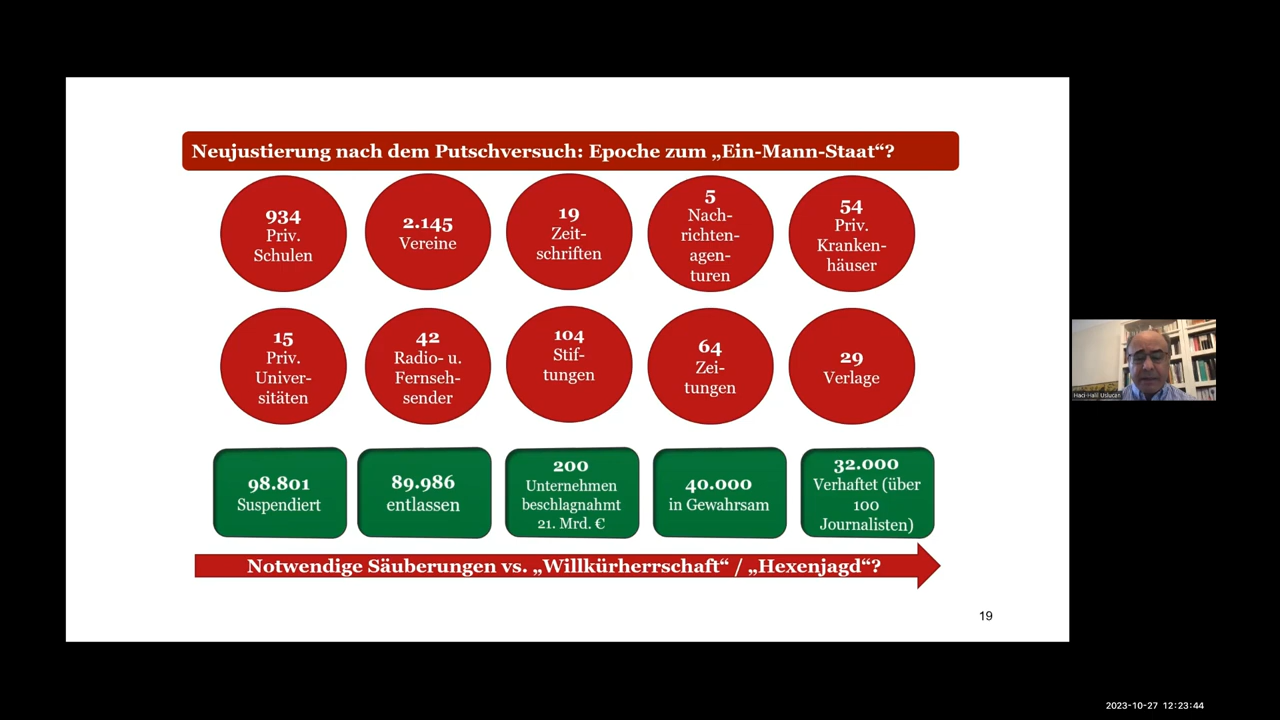 Neujustierung nach dem Putschversuch: Epoche zum „Ein-Mann-Staat“?
934
Priv.
Schulen
2.145
Vereine
19
Zeit-
schriften
5
Nach-
richten-
agen-
turen
54
Priv.
Kranken-
häuser
15
Priv.
Univer-
sitäten
42
Radio- u.
Fernseh-
sender
104
Stif-
tungen
64
Zei-
tungen
29
Verlage
98.801
Suspendiert
89.986
entlassen
200
Unternehmen
beschlagnahmt
21. Mrd. €
40.000
in Gewahrsam
32.000
Verhaftet (über
100
Journalisten)
Notwendige Säuberungen vs. „Willkürherrschaft“ / „Hexenjagd“?
19
Haci-Halil Uslucan
2023-10-27 12:23:44